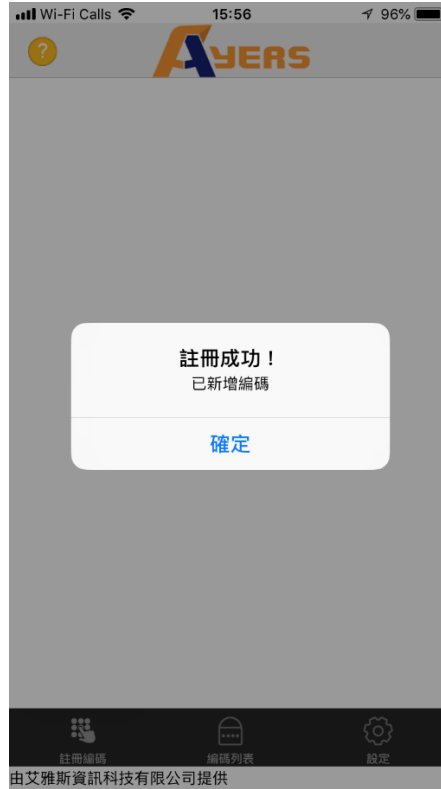 Wi-Fi Calls 15:56 96%
?
AYERS
註冊成功！
已新增編碼
確定
註冊編碼 編碼列表 設定
由艾雅斯資訊科技有限公司提供